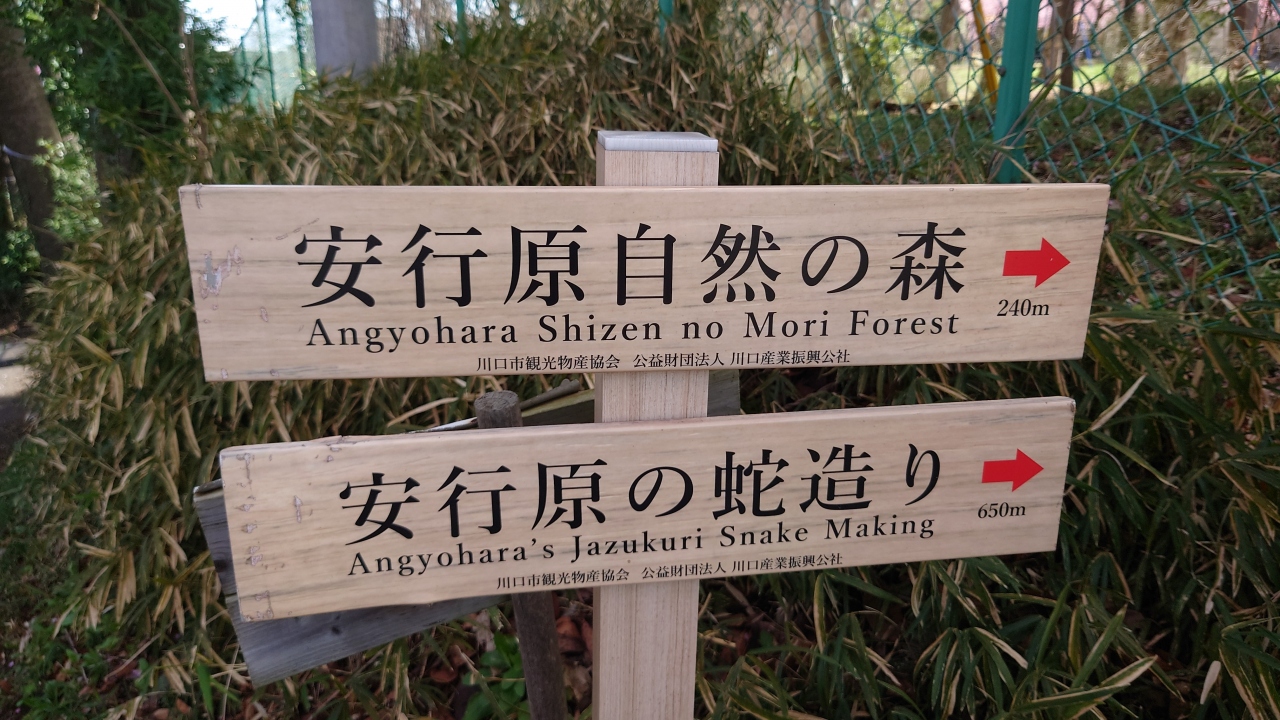 安行原自然の森
240m
Angyohara Shizen no Mori Forest
川口市観光物産協会 公益財団法人 川口産業振興公社
安行原の蛇造り
650m
Angyohara's Jazukuri Snake Making
川口市観光物産協会 公益財団法人 川口産業振興公社